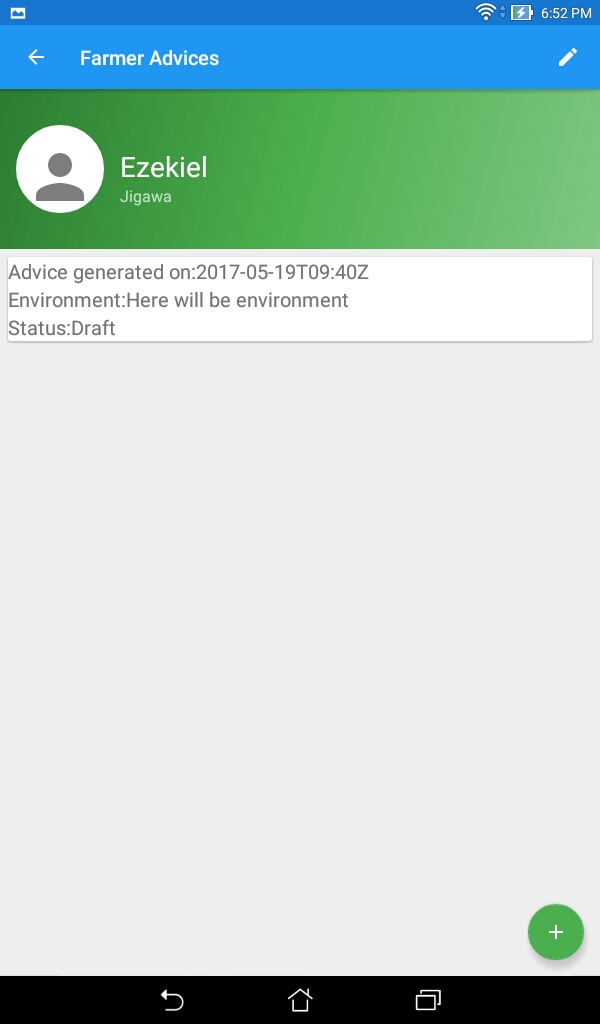 6:52 PM
Farmer Advices
Ezekiel
Jigawa
Advice generated on:2017-05-19T09:40Z
Environment:Here will be environment
Status:Draft